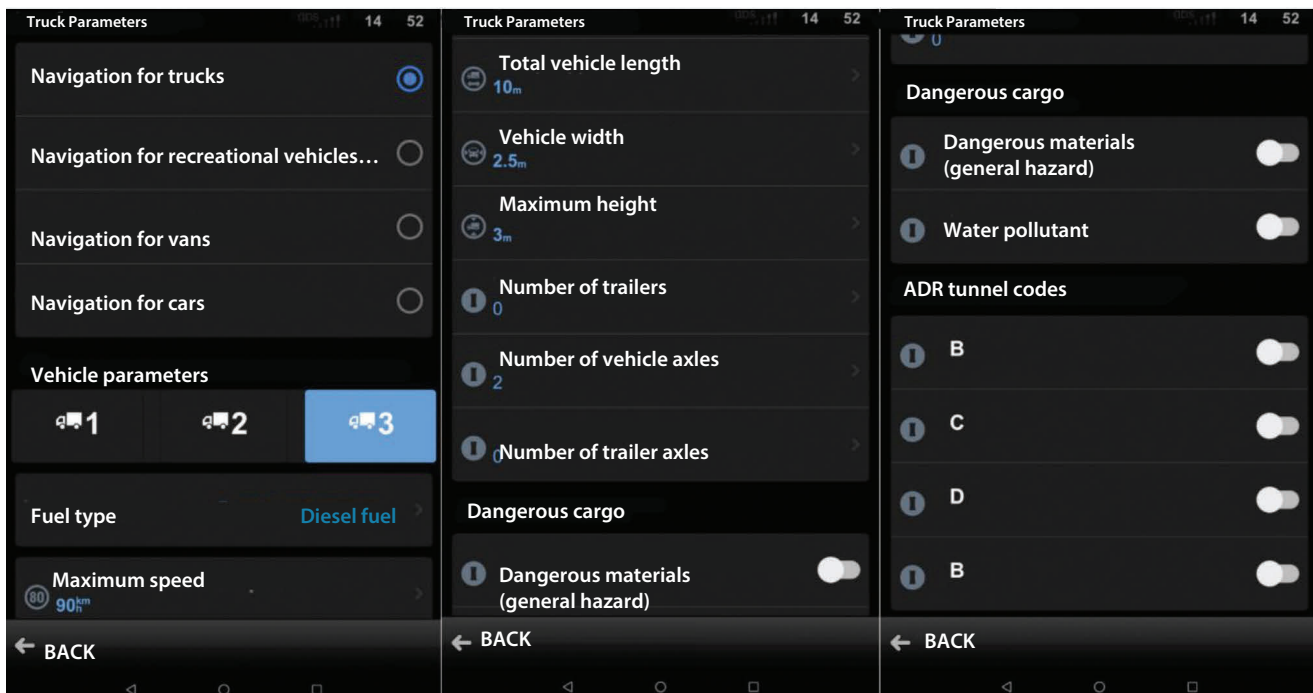 Truck Parameters
14 52
Navigation for trucks
Navigation for recreational vehicles...
Navigation for vans
Navigation for cars
Vehicle parameters
1
2
3
Fuel type Diesel fuel
Maximum speed
80
90 km/h
BACK
Truck Parameters
14 52
Total vehicle length
10m
Vehicle width
2.5m
Maximum height
3m
Number of trailers
0
Number of vehicle axles
2
Number of trailer axles
0
Dangerous cargo
Dangerous materials
(general hazard)
BACK
Truck Parameters
14 52
0
Dangerous cargo
Dangerous materials
(general hazard)
Water pollutant
ADR tunnel codes
B
C
D
B
BACK